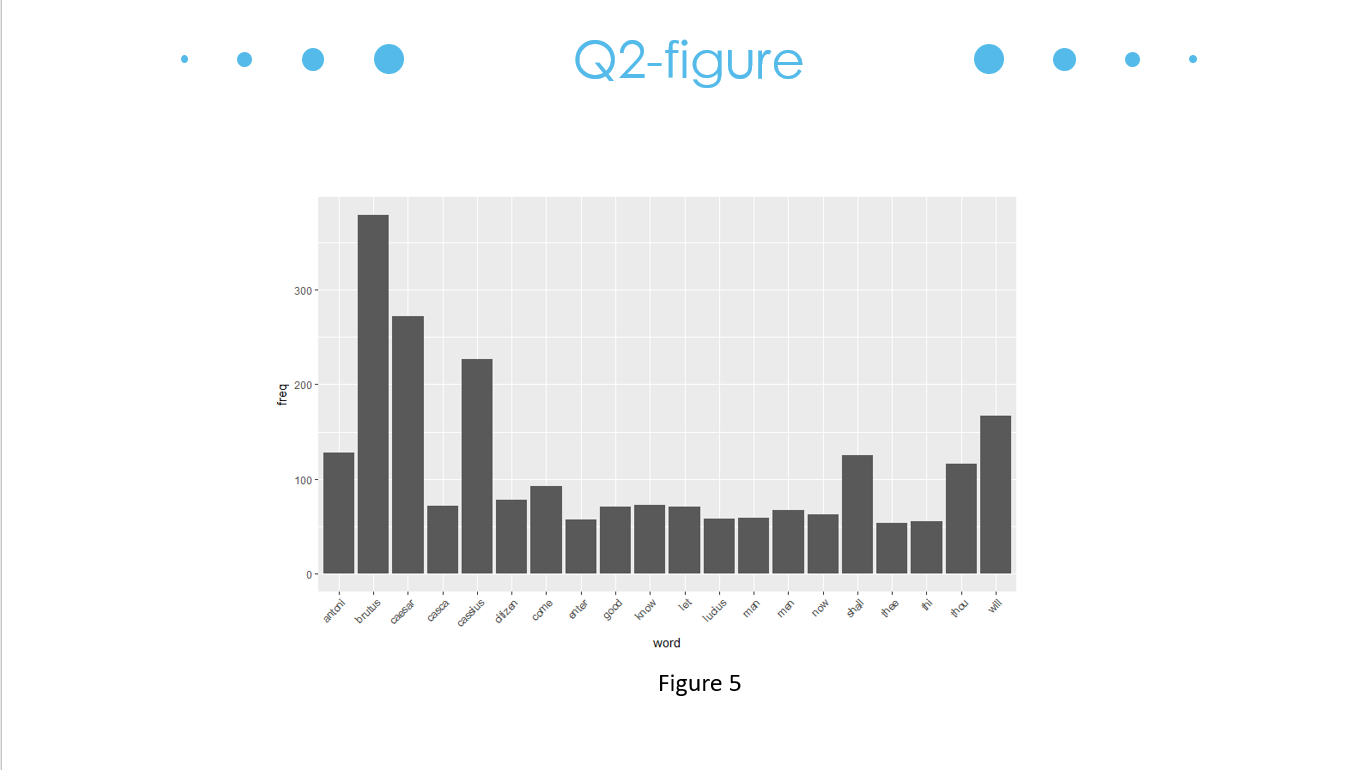 Q2-figure
300
200
100
0
freq
antoni brutus caesar casca cassius citizen come enter good know let lucius man men now shall thee thi thou will
word
Figure 5